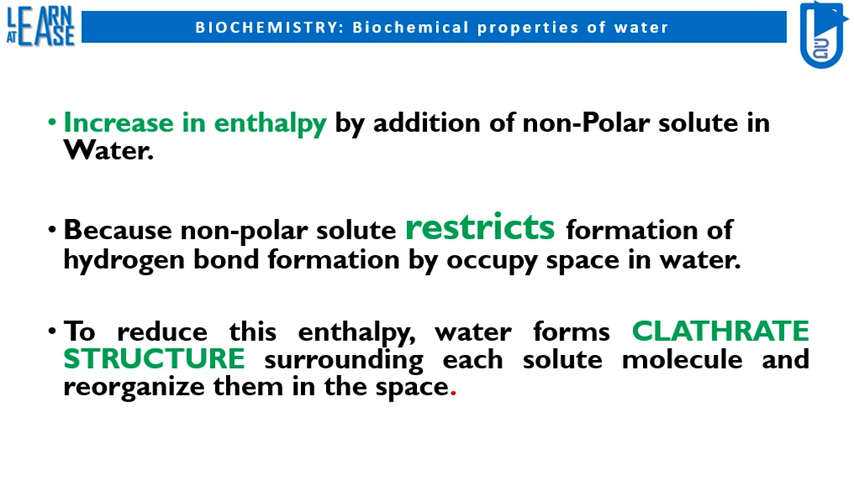 LEARN
AT EASE
BIOCHEMISTRY: Biochemical properties of water
• Increase in enthalpy by addition of non-Polar solute in
Water.
• Because non-polar solute restricts formation of
hydrogen bond formation by occupy space in water.
• To reduce this enthalpy, water forms CLATHRATE
STRUCTURE surrounding each solute molecule and
reorganize them in the space.